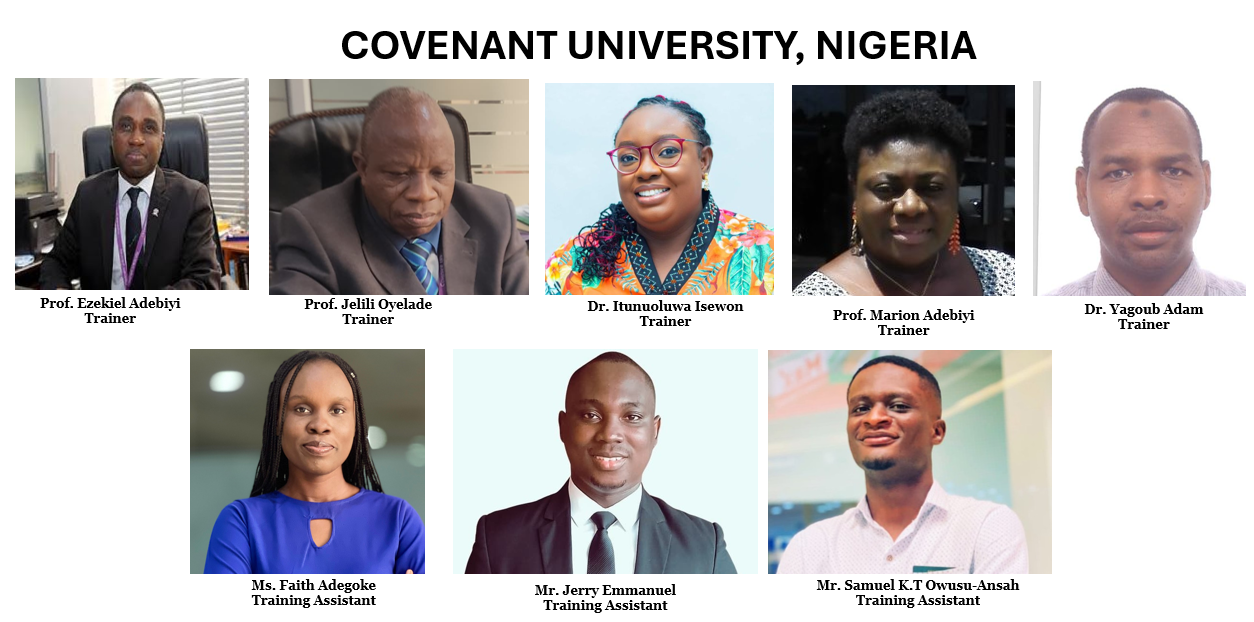 COVENANT UNIVERSITY, NIGERIA
Prof. Ezekiel Adebiyi
Trainer
Prof. Jelili Oyelade
Trainer
Dr. Itunuoluwa Isewon
Trainer
Prof. Marion Adebiyi
Trainer
Dr. Yagoub Adam
Trainer
Ms. Faith Adegoke
Training Assistant
Mr. Jerry Emmanuel
Training Assistant
Mr. Samuel K.T Owusu-Ansah
Training Assistant